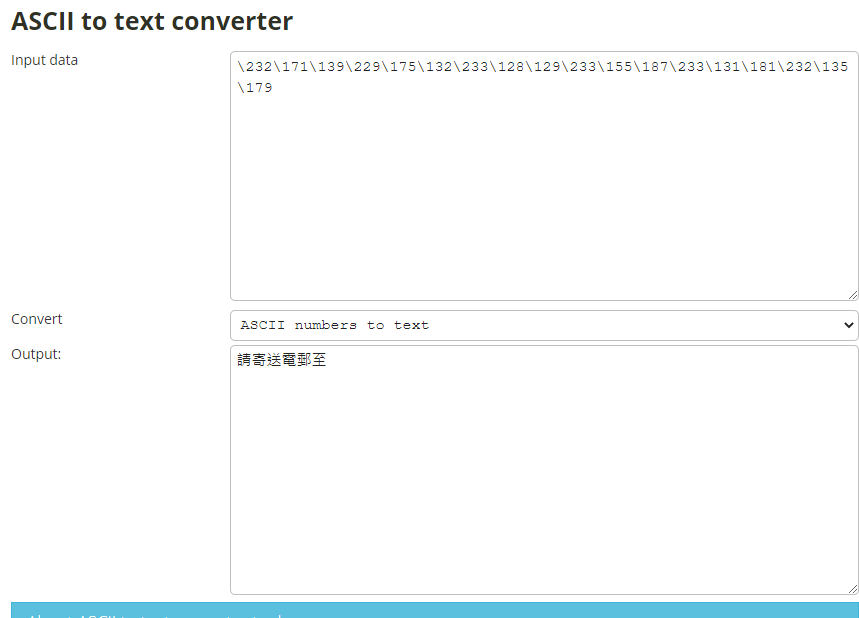 ASCII to text converter
Input data
\232\171\139\229\175\132\233\128\129\233\155\187\233\131\181\232\135
\179
Convert
ASCII numbers to text
Output:
請寄送電郵至